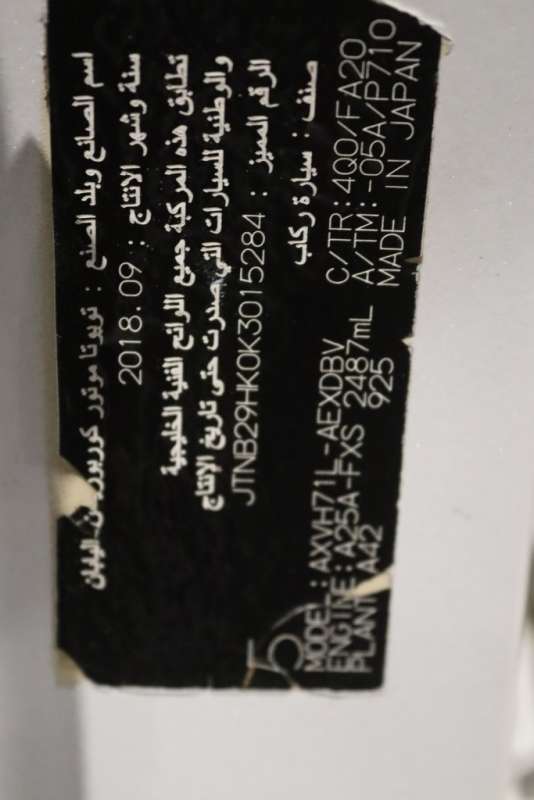 اسم الصانع وبلد الصنع : تويوتا موتور كوربوريشن اليابان
سنة وشهر الانتاج : 2018.09
تطابق هذه المركبة جميع اللوائح الفنية الخليجية
والوطنية للسيارات التي صدرت حتى تاريخ الإنتاج
الرقم المميز : JTNB29HK0K3015284
صنف : سيارة ركاب
5
MODEL:AXVH71L-AEXDBV C/TR:4Q0/FA20
ENGINE:A25A-FXS 2487mL A/TM:-05A/P710
PLANT A42 925 MADE IN JAPAN